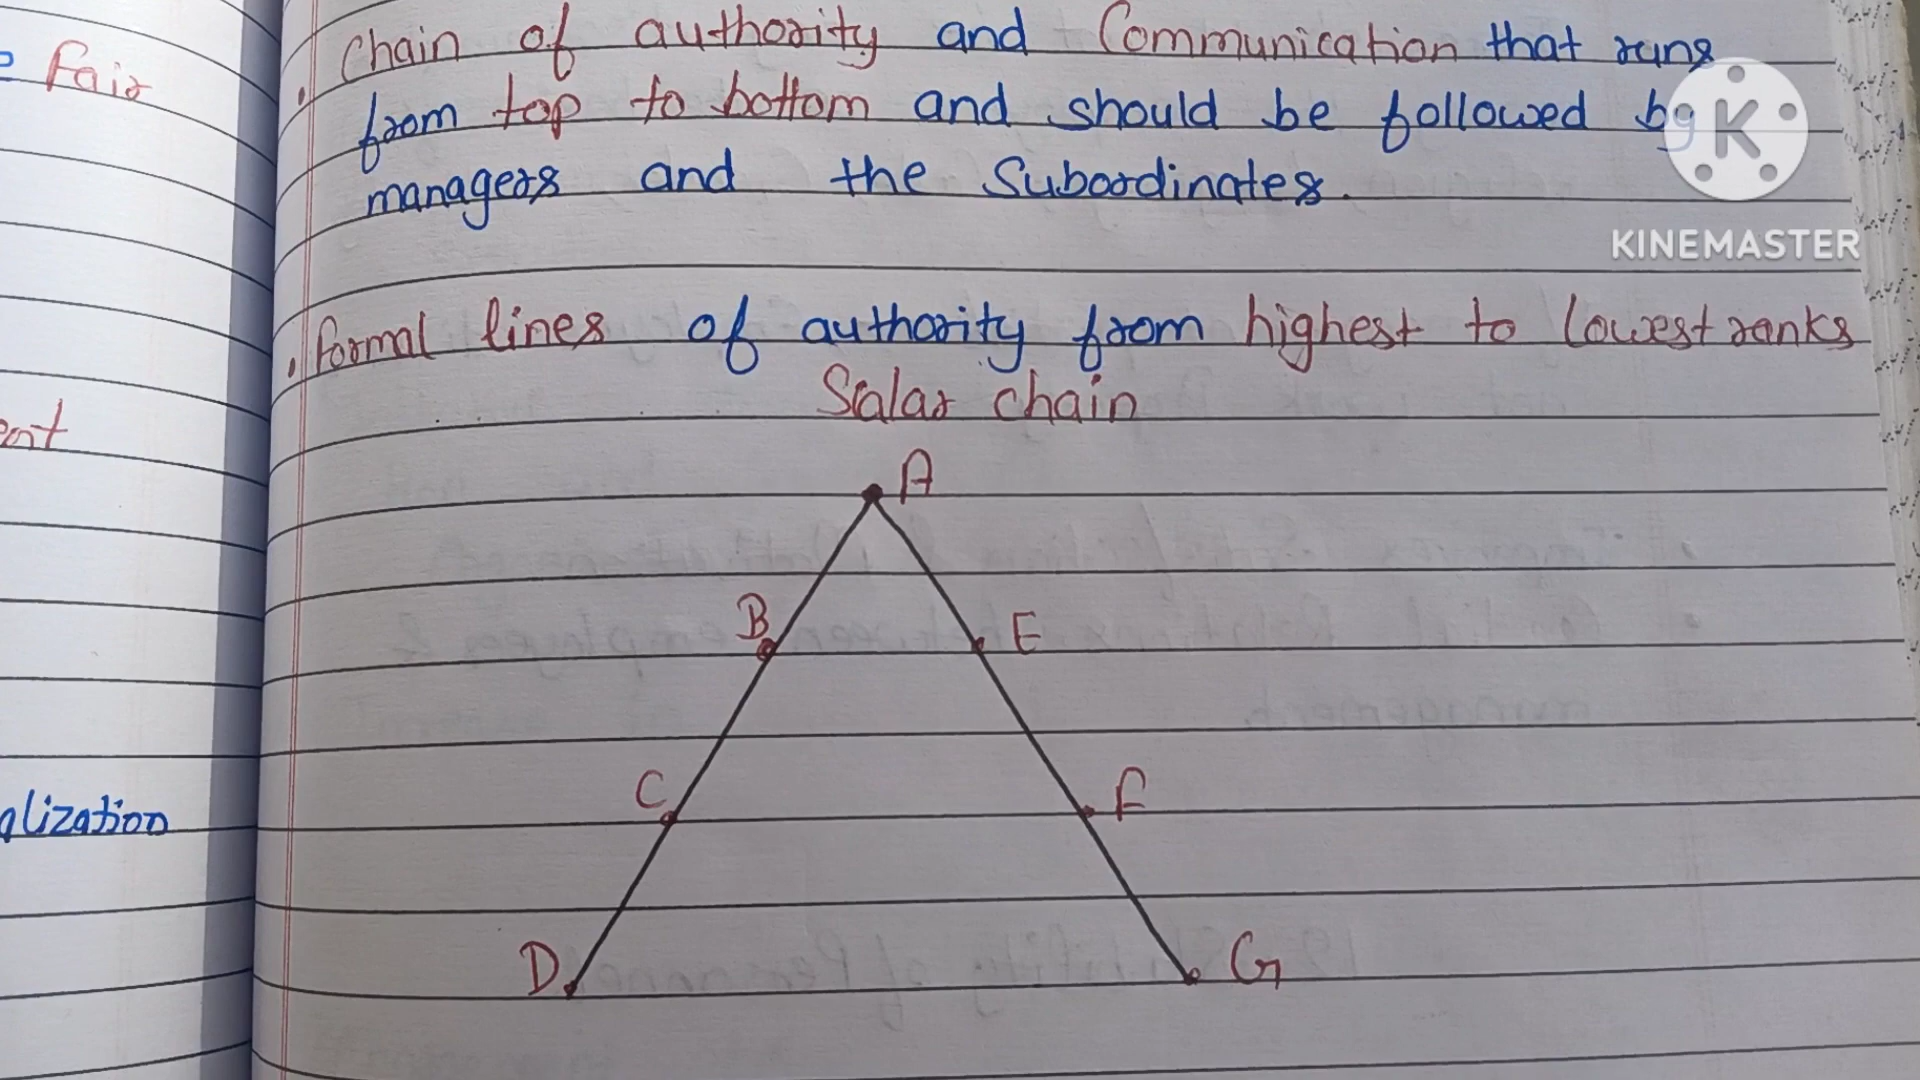 Fair
ent
alization
Chain of authority and Communication that runs
from top to bottom and should be followed by
managers and the Subordinates.
formal lines of authority from highest to lowest ranks
Scalar chain
A
B E
C F
D G
K
KINEMASTER